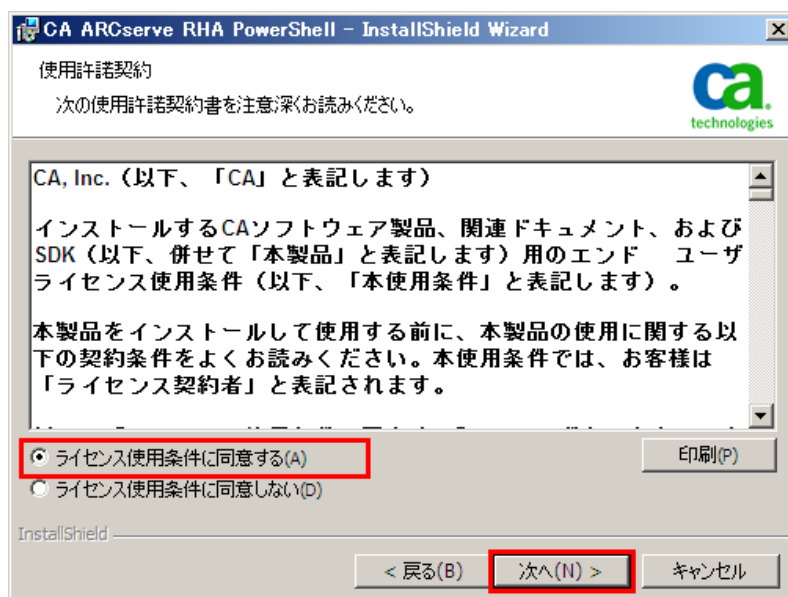 CA ARCserve RHA PowerShell - InstallShield Wizard
使用許諾契約
次の使用許諾契約書を注意深くお読みください。
ca.
technologies
CA, Inc.（以下、「CA」と表記します）
インストールするCAソフトウェア製品、関連ドキュメント、および
SDK（以下、併せて「本製品」と表記します）用のエンド　ユーザ
ライセンス使用条件（以下、「本使用条件」と表記します）。
本製品をインストールして使用する前に、本製品の使用に関する以
下の契約条件をよくお読みください。本使用条件では、お客様は
「ライセンス契約者」と表記されます。
ライセンス使用条件に同意する(A)
印刷(P)
ライセンス使用条件に同意しない(D)
InstallShield
< 戻る(B)
次へ(N) >
キャンセル